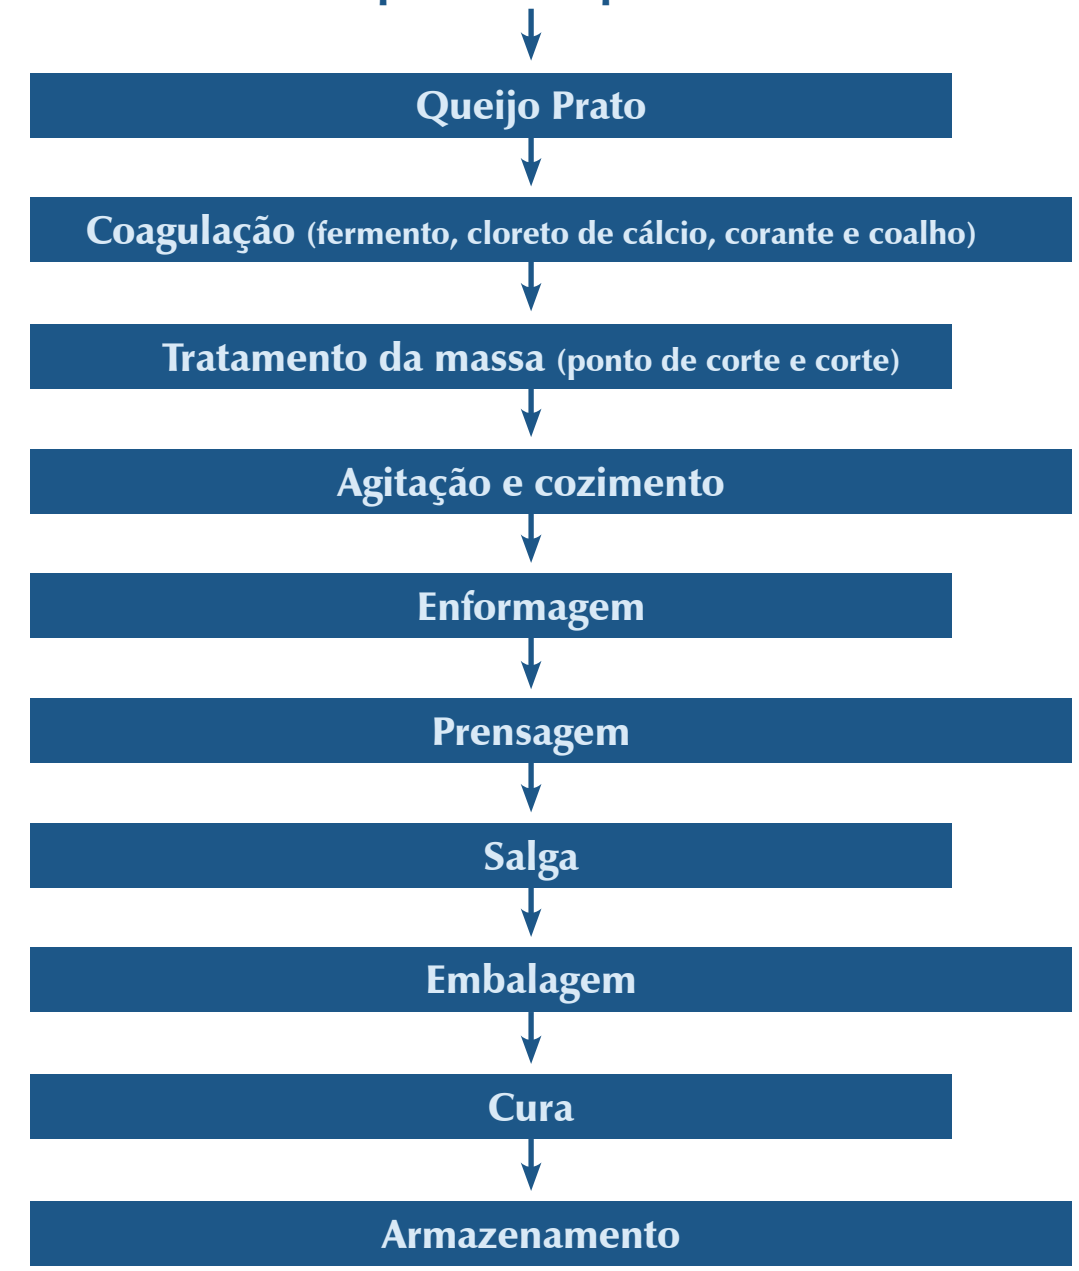 Queijo Prato
Coagulação (fermento, cloreto de cálcio, corante e coalho)
Tratamento da massa (ponto de corte e corte)
Agitação e cozimento
Enformagem
Prensagem
Salga
Embalagem
Cura
Armazenamento